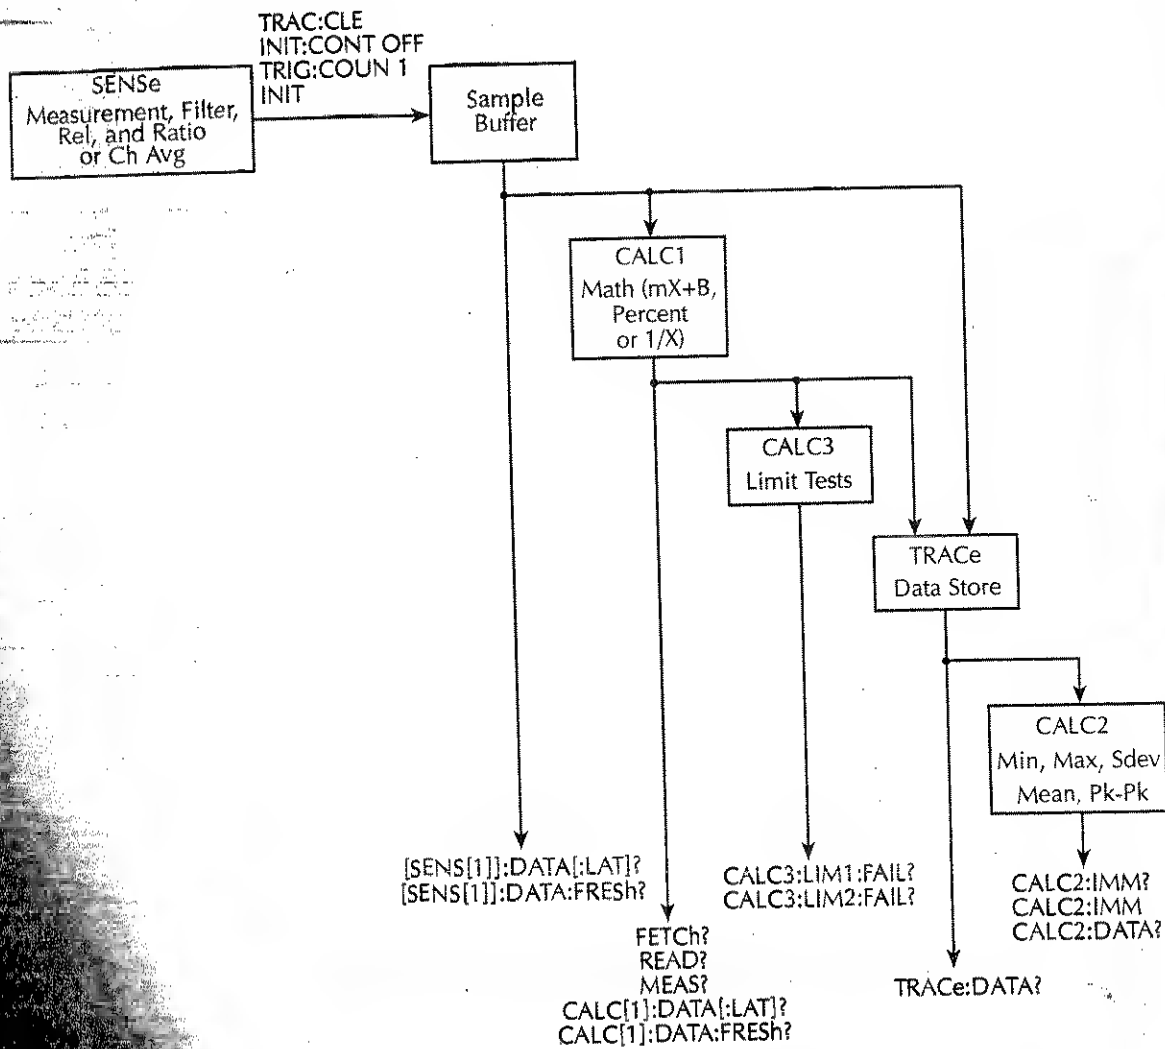 TRAC:CLE
INIT:CONT OFF
TRIG:COUN 1
INIT
SENSe
Measurement, Filter,
Rel, and Ratio
or Ch Avg
Sample
Buffer
CALC1
Math (mX+B,
Percent
or 1/X)
CALC3
Limit Tests
TRACe
Data Store
CALC2
Min, Max, Sdev
Mean, Pk-Pk
[SENS[1]]:DATA[:LAT]?
[SENS[1]]:DATA:FRESh?
CALC3:LIM1:FAIL?
CALC3:LIM2:FAIL?
CALC2:IMM?
CALC2:IMM
CALC2:DATA?
FETCh?
READ?
MEAS?
CALC[1]:DATA[:LAT]?
CALC[1]:DATA:FRESh?
TRACe:DATA?